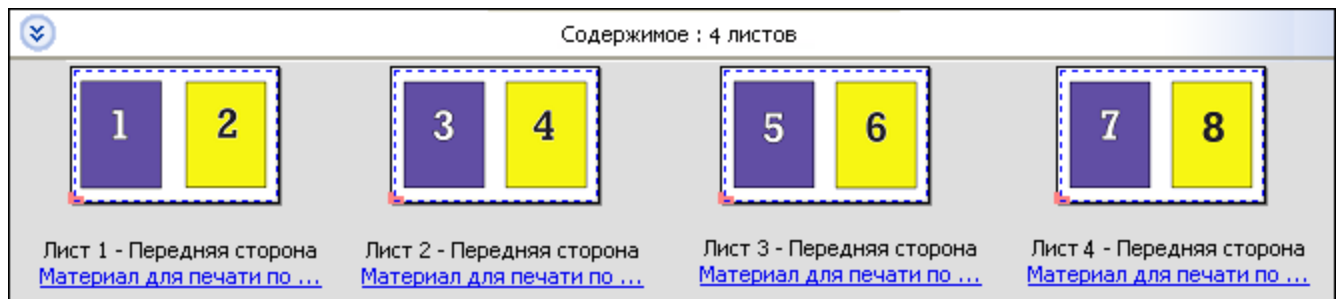 Содержимое : 4 листов
1 2 3 4 5 6 7 8
Лист 1 - Передняя сторона Лист 2 - Передняя сторона Лист 3 - Передняя сторона Лист 4 - Передняя сторона
Материал для печати по ... Материал для печати по ... Материал для печати по ... Материал для печати по ...